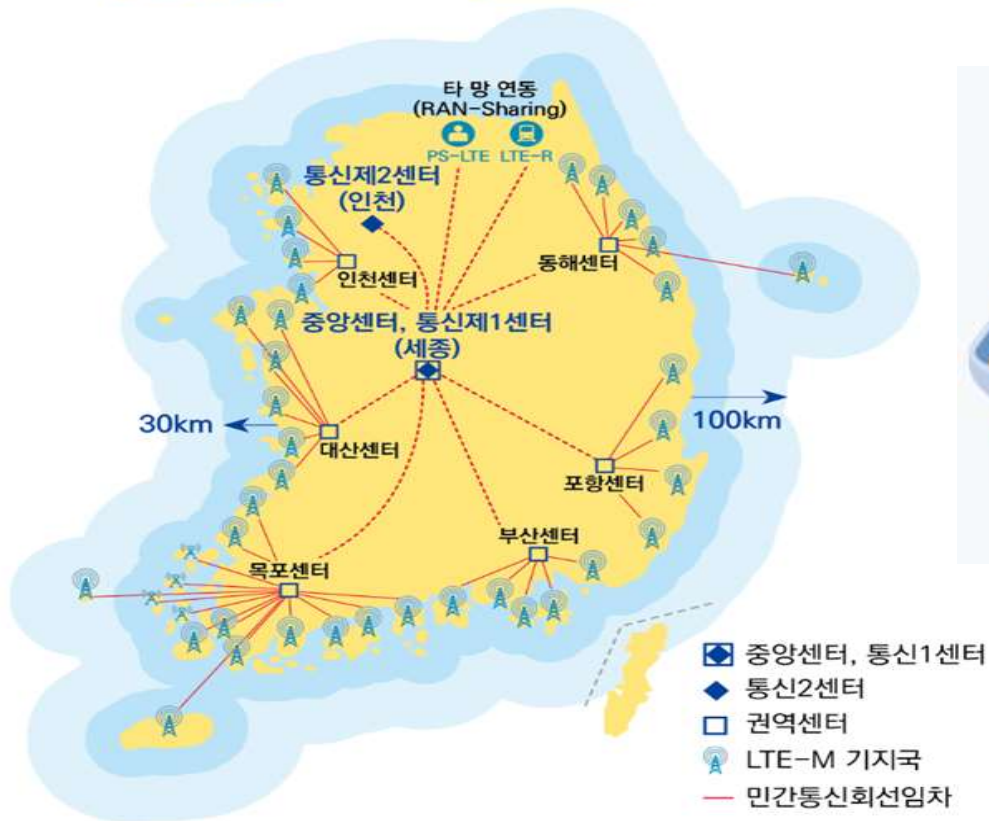 타 망 연동
(RAN-Sharing)
PS-LTE LTE-R
통신제2센터
(인천)
인천센터
동해센터
중앙센터, 통신제1센터
(세종)
30km
100km
대산센터
포항센터
부산센터
목포센터
중앙센터, 통신1센터
통신2센터
권역센터
LTE-M 기지국
민간통신회선임차